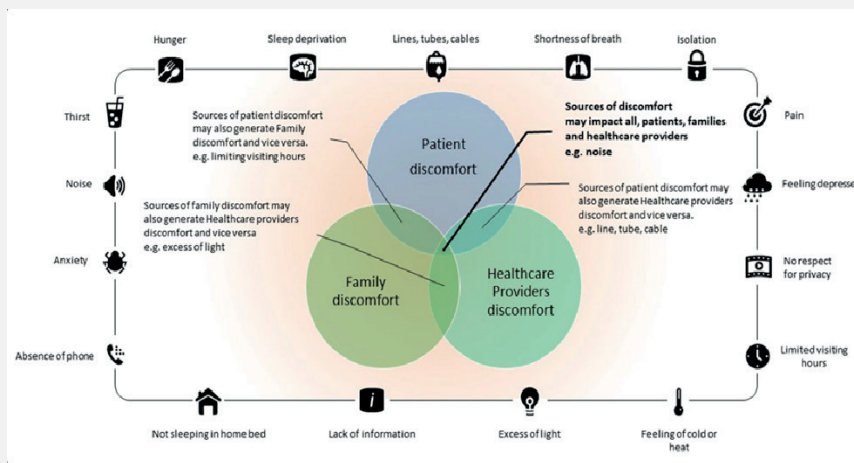 Hunger
Sleep deprivation
Lines, tubes, cables
Shortness of breath
Isolation
Thirst
Noise
Anxiety
Absence of phone
Sources of patient discomfort
may also generate Family
discomfort and vice versa.
e.g. limiting visiting hours
Sources of family discomfort may
also generate Healthcare providers
discomfort and vice versa
e.g. excess of light
Patient
discomfort
Family
discomfort
Healthcare
Providers
discomfort
Sources of discomfort
may impact all, patients, families
and healthcare providers
e.g. noise
Sources of patient discomfort may
also generate Healthcare providers
discomfort and vice versa.
e.g. line, tube, cable
Pain
Feeling depresse
No respect
for privacy
Limited visiting
hours
Not sleeping in home bed
Lack of information
Excess of light
Feeling of cold or
heat